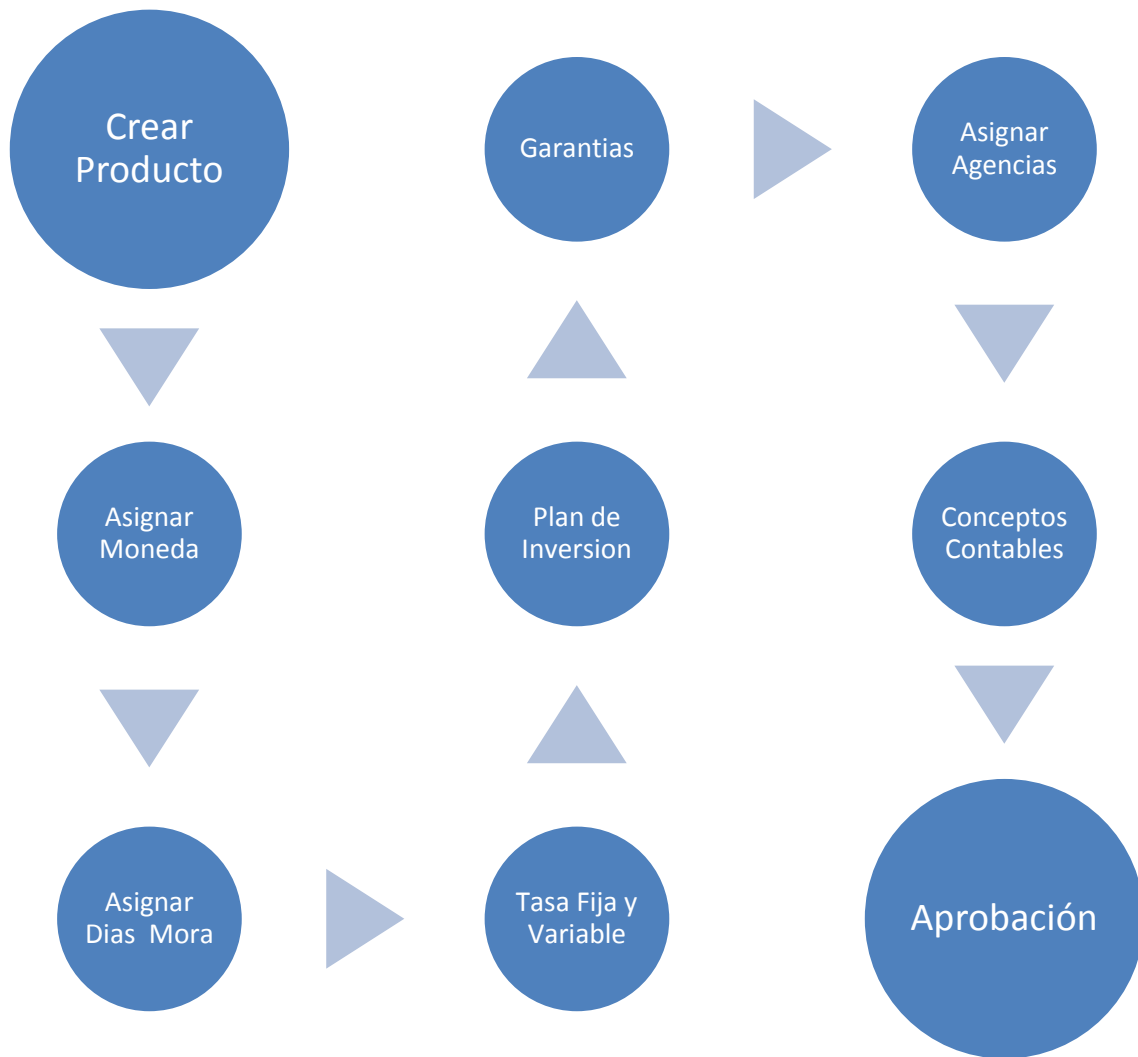 Crear
Producto
Asignar
Moneda
Asignar
Dias  Mora
Tasa Fija y
Variable
Plan de
Inversion
Garantias
Asignar
Agencias
Conceptos
Contables
Aprobación